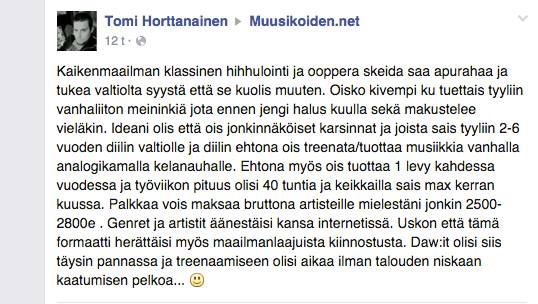 Tomi Horttanainen ▸ Muusikoiden.net
12 t ·
Kaikenmaailman klassinen hihhulointi ja ooppera skeida saa apurahaa ja
tukea valtiolta syystä että se kuolis muuten. Oisko kivempi ku tuettais tyyliin
vanhaliiton meininkiä jota ennen jengi halus kuulla sekä makustelee
vieläkin. Ideani olis että ois jonkinnäköiset karsinnat ja joista sais tyyliin 2-6
vuoden diilin valtiolle ja diilin ehtona ois treenata/tuottaa musiikkia vanhalla
analogikamalla kelanauhalle. Ehtona myös ois tuottaa 1 levy kahdessa
vuodessa ja työviikon pituus olisi 40 tuntia ja keikkailla sais max kerran
kuussa. Palkkaa vois maksaa bruttona artisteille mielestäni jonkin 2500-
2800e . Genret ja artistit äänestäisi kansa internetissä. Uskon että tämä
formaatti herättäisi myös maailmanlaajuista kiinnostusta. Daw:it olisi siis
täysin pannassa ja treenaamiseen olisi aikaa ilman talouden niskaan
kaatumisen pelkoa... 🙂